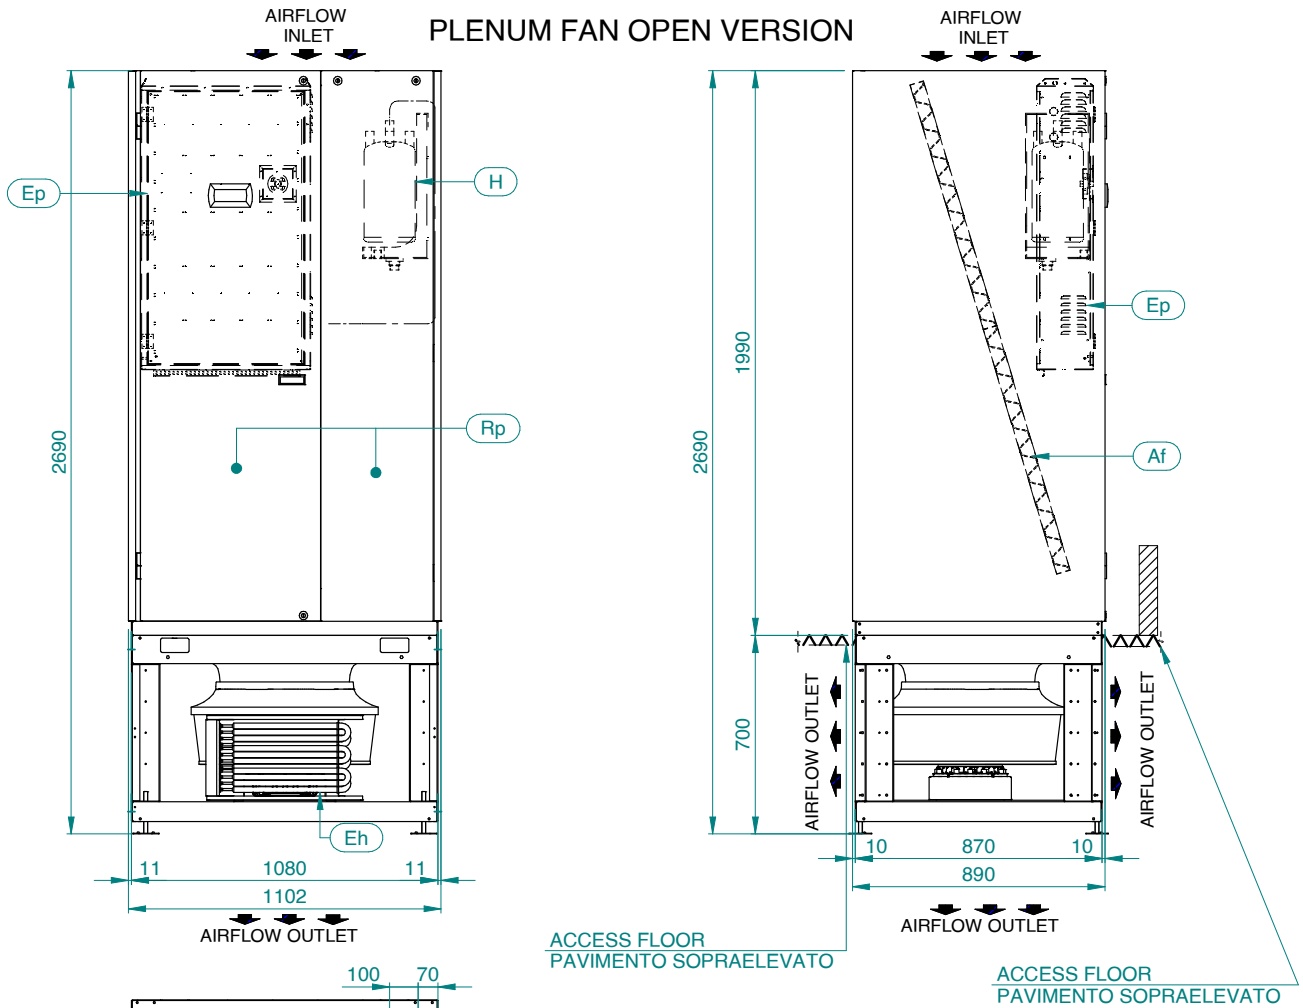 PLENUM FAN OPEN VERSION
AIRFLOW
INLET
AIRFLOW
INLET
Ep
H
Rp
2690
Eh
11
1080
11
1102
AIRFLOW OUTLET
100
70
2690
1990
700
Ep
Af
AIRFLOW OUTLET
AIRFLOW OUTLET
10
870
10
890
AIRFLOW OUTLET
ACCESS FLOOR
PAVIMENTO SOPRAELEVATO
ACCESS FLOOR
PAVIMENTO SOPRAELEVATO